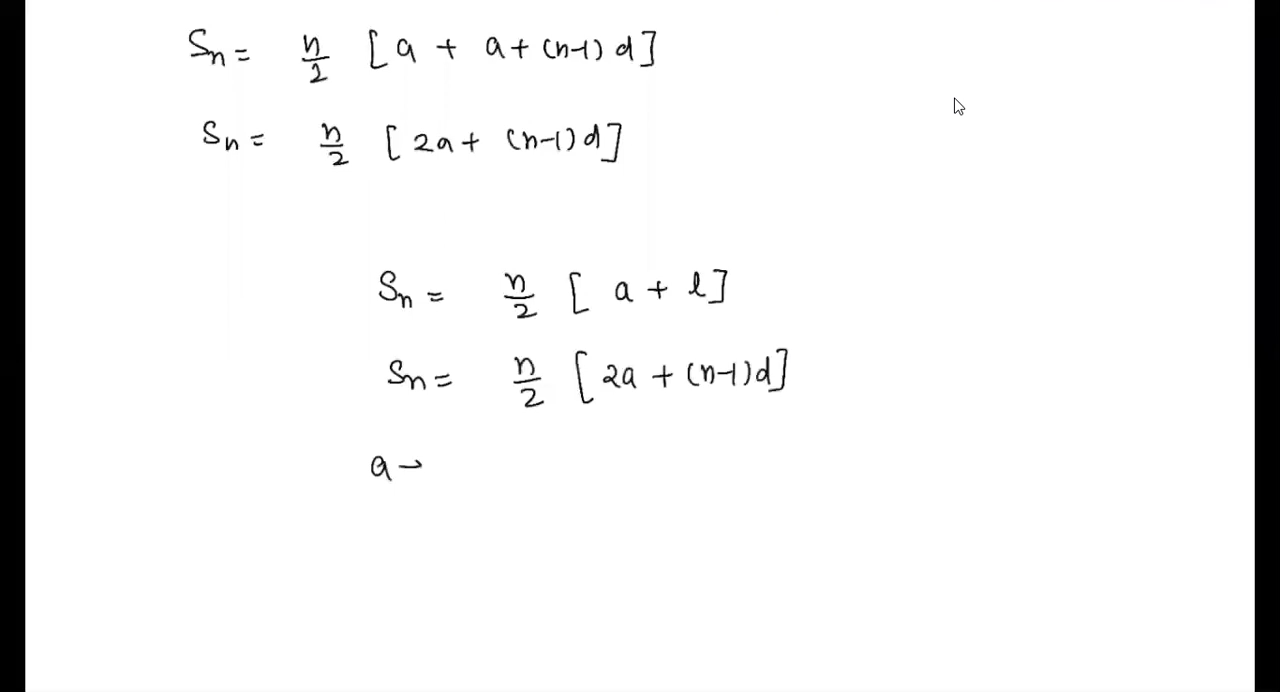 Sn = n/2 [a + a + (n-1) d]
Sn = n/2 [2a + (n-1)d]
Sn = n/2 [a + l]
Sn = n/2 [2a + (n-1)d]
a →